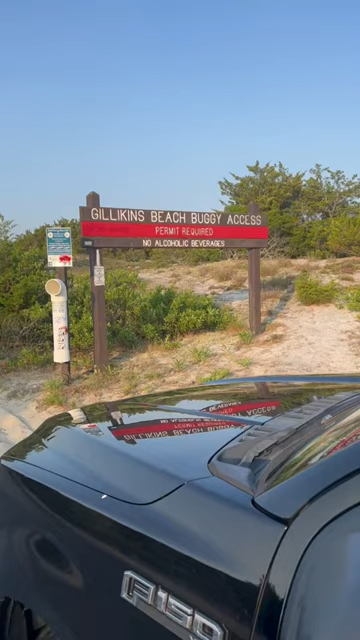 GILLIKINS BEACH BUGGY ACCESS
PERMIT REQUIRED
NO ALCOHOLIC BEVERAGES
F150